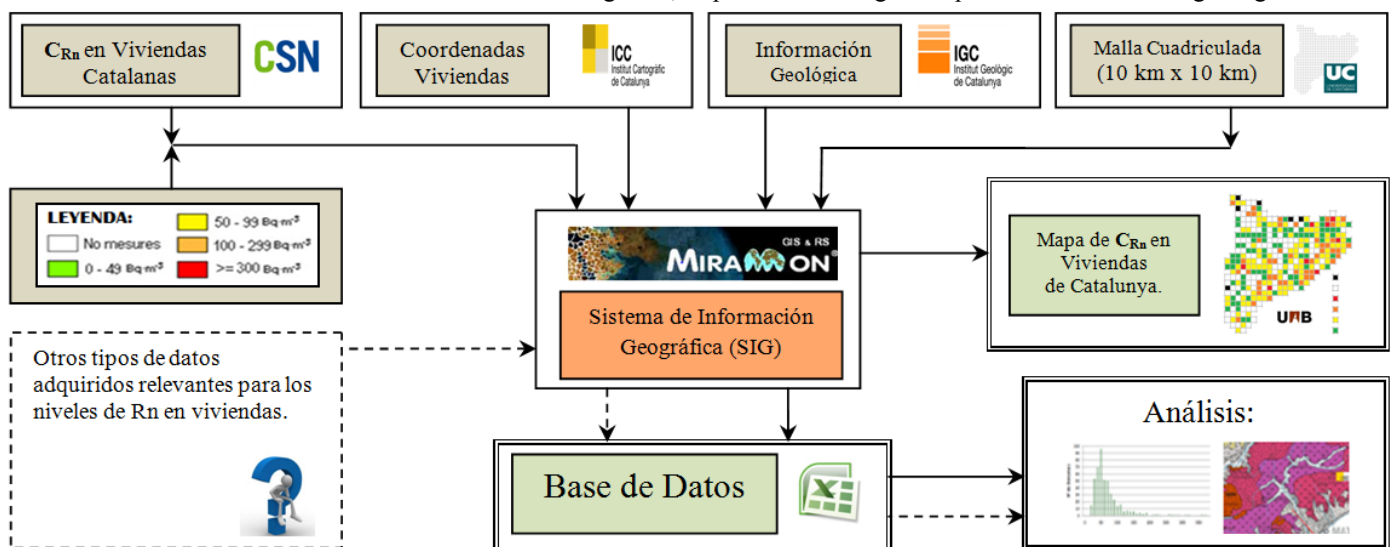 C_Rn en Viviendas
Catalanas
CSN
Coordenadas
Viviendas
ICC
Institut Cartogràfic
de Catalunya
Información
Geológica
IGC
Institut Geològic
de Catalunya
Malla Cuadriculada
(10 km x 10 km)
UC
LEYENDA:
No mesures
0 - 49 Bq·m⁻³
50 - 99 Bq·m⁻³
100 - 299 Bq·m⁻³
>= 300 Bq·m⁻³
GIS & RS
MIRAMON®
Sistema de Información
Geográfica (SIG)
Mapa de C_Rn en
Viviendas
de Catalunya.
UAB
Otros tipos de datos
adquiridos relevantes para los
niveles de Rn en viviendas.
Base de Datos
Análisis: